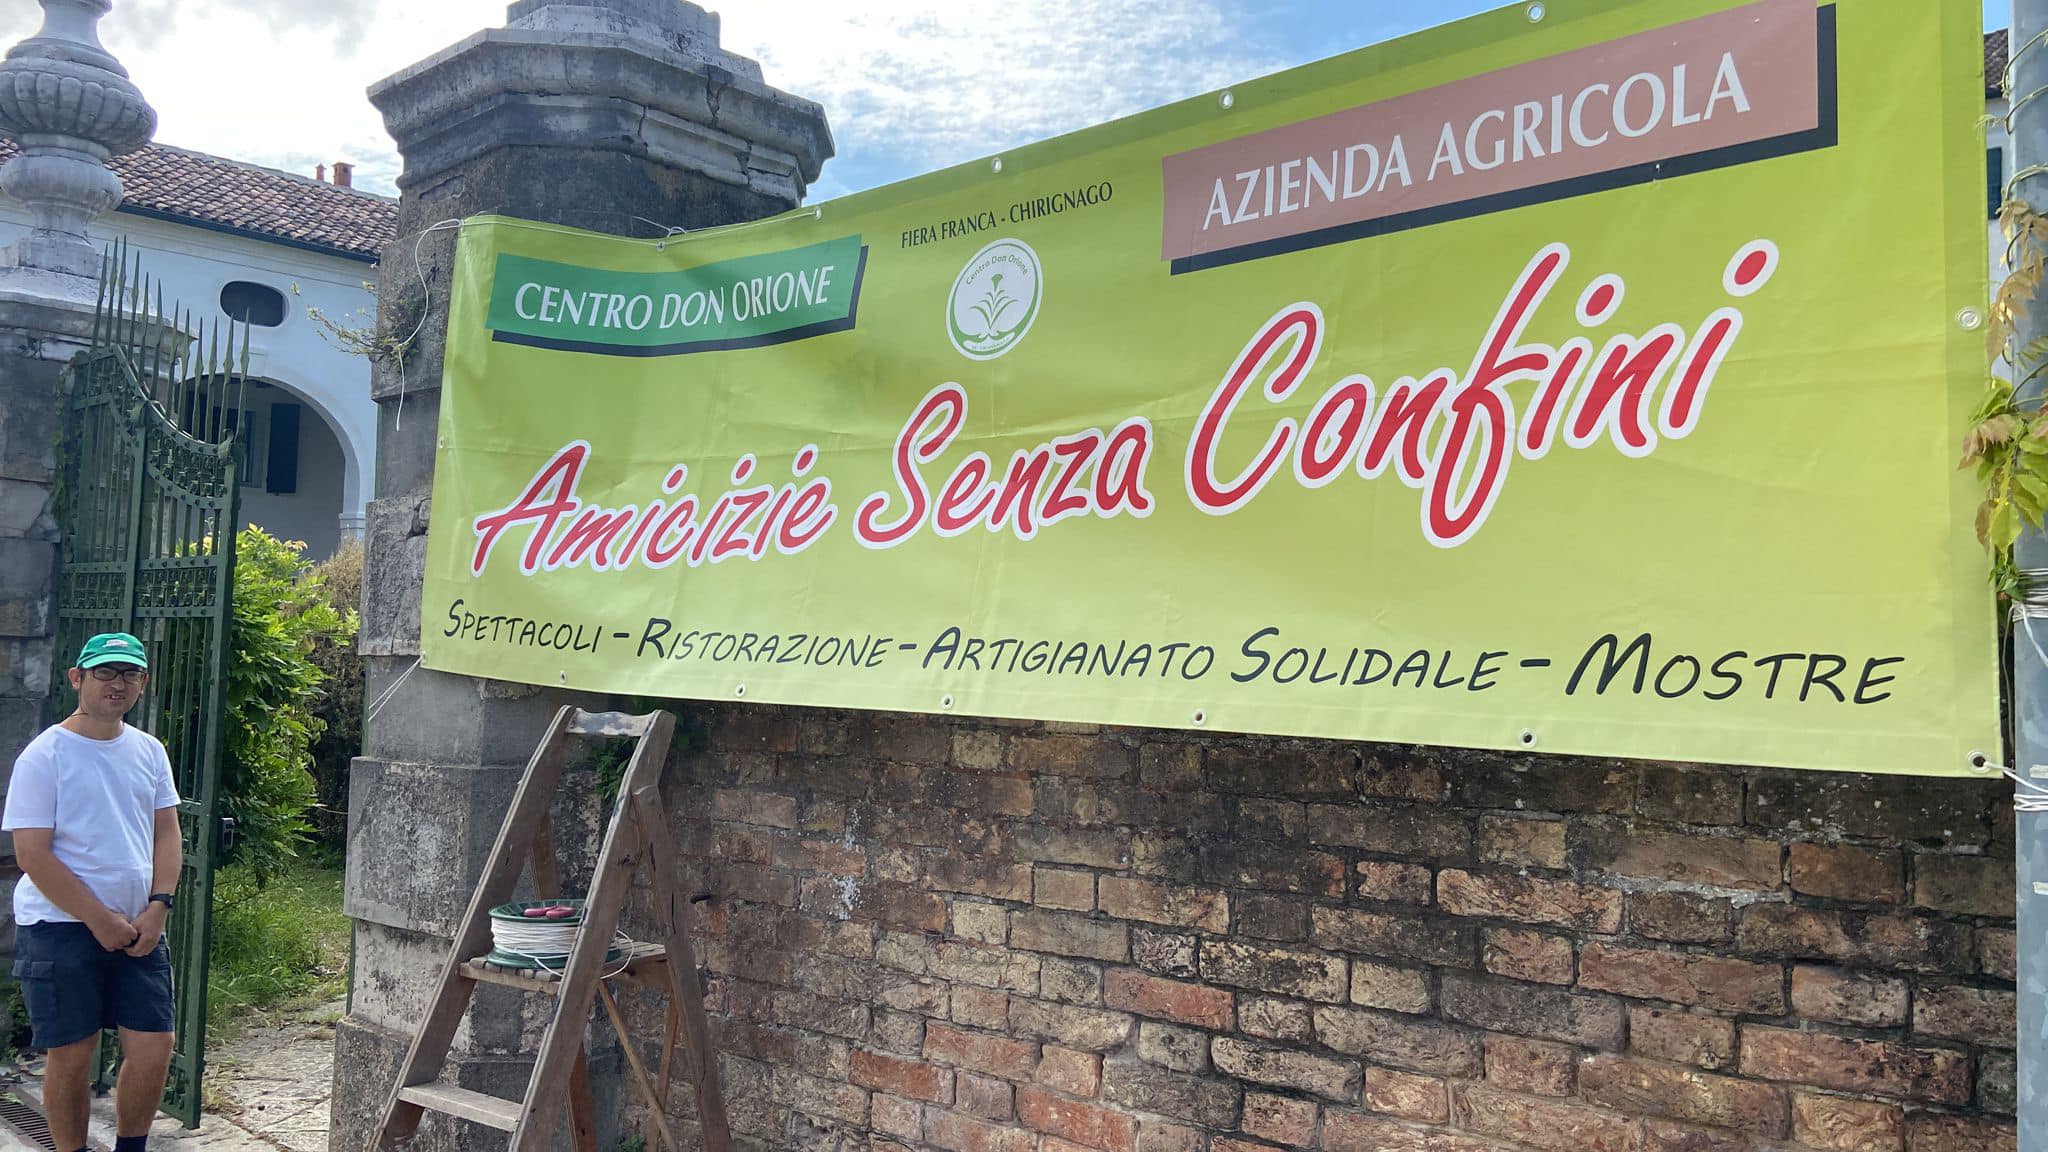 FIERA FRANCA - CHIRIGNAGO
AZIENDA AGRICOLA
CENTRO DON ORIONE
Centro Don Orione
Amicizie Senza Confini
SPETTACOLI - RISTORAZIONE - ARTIGIANATO SOLIDALE - MOSTRE